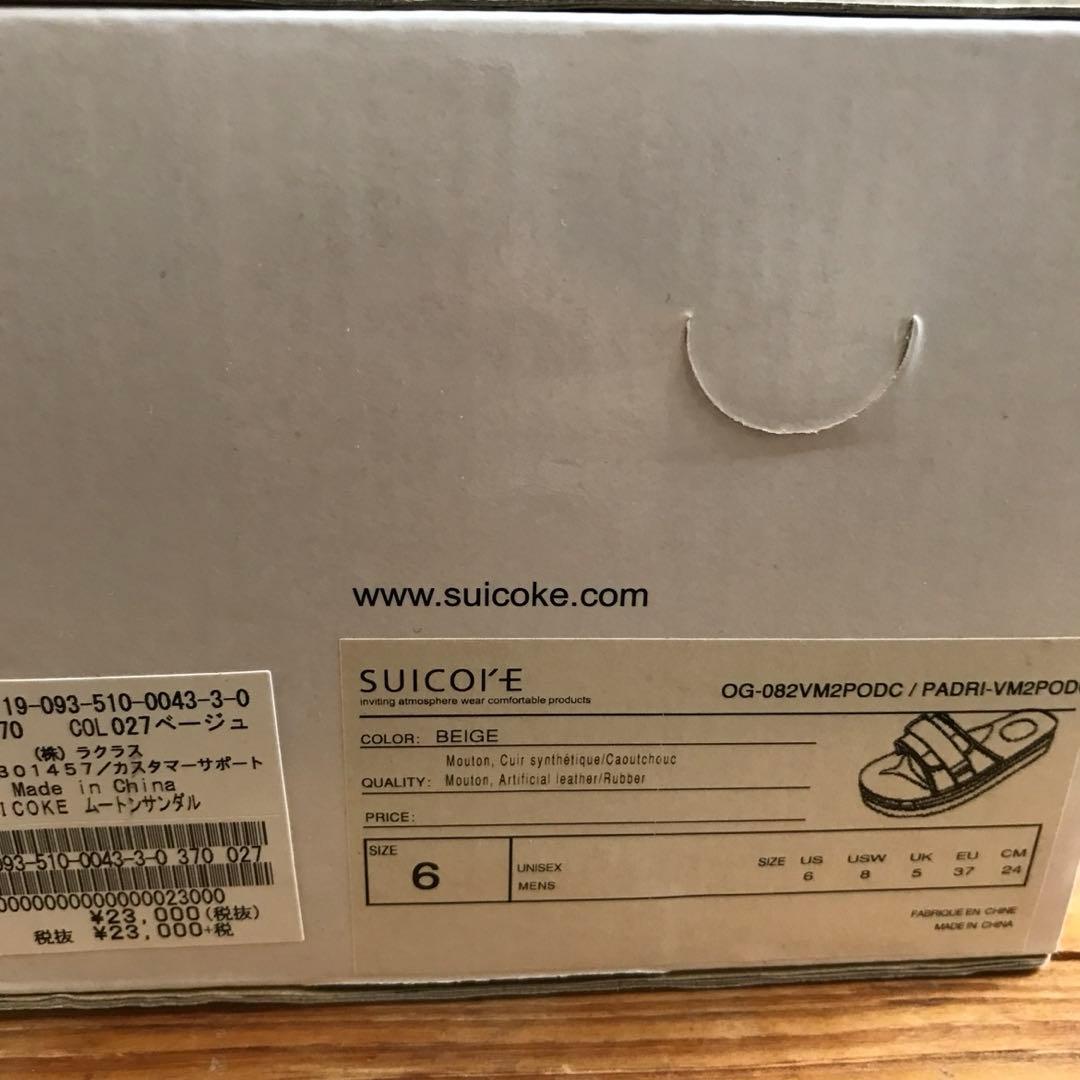 www.suicoke.com
SUICOKE
inviting atmosphere wear comfortable products
OG-082VM2PODC / PADRI-VM2PODC
COLOR: BEIGE
Mouton, Cuir synthétique/Caoutchouc
QUALITY: Mouton, Artificial leather/Rubber
PRICE:
SIZE
6
UNISEX
MENS
SIZE US USW UK EU CM
6 8 5 37 24
FABRIQUE EN CHINE
MADE IN CHINA
19-093-510-0043-3-0
70 COL027ベージュ
(株)ラクラス
301457/カスタマーサポート
Made in China
ICOKE ムートンサンダル
093-510-0043-3-0 370 027
0000000000000023000
¥23,000(税抜)
税抜 ¥23,000+税